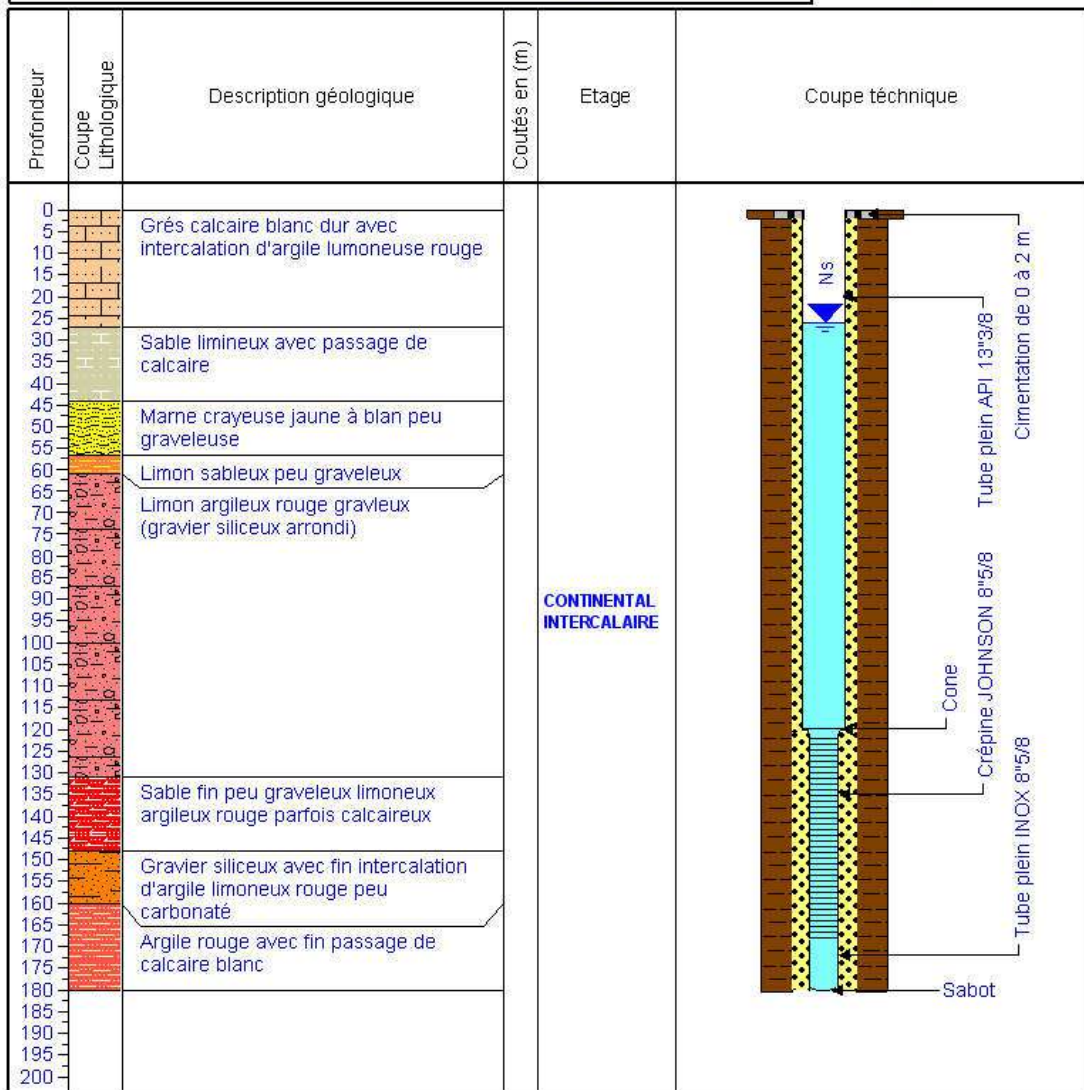 Profondeur
Coupe
Lithologique
Description géologique
Coutés en (m)
Etage
Coupe téchnique
0
5
10
15
20
25
30
35
40
45
50
55
60
65
70
75
80
85
90
95
100
105
110
115
120
125
130
135
140
145
150
155
160
165
170
175
180
185
190
195
200
Grés calcaire blanc dur avec
intercalation d'argile lumoneuse rouge
Sable limineux avec passage de
calcaire
Marne crayeuse jaune à blan peu
graveleuse
Limon sableux peu graveleux
Limon argileux rouge gravleux
(gravier siliceux arrondi)
Sable fin peu graveleux limoneux
argileux rouge parfois calcaireux
Gravier siliceux avec fin intercalation
d'argile limoneux rouge peu
carbonaté
Argile rouge avec fin passage de
calcaire blanc
CONTINENTAL
INTERCALAIRE
Ns
Cimentation de 0 à 2 m
Tube plein API 13"3/8
Cone
Crépine JOHNSON 8"5/8
Tube plein INOX 8"5/8
Sabot